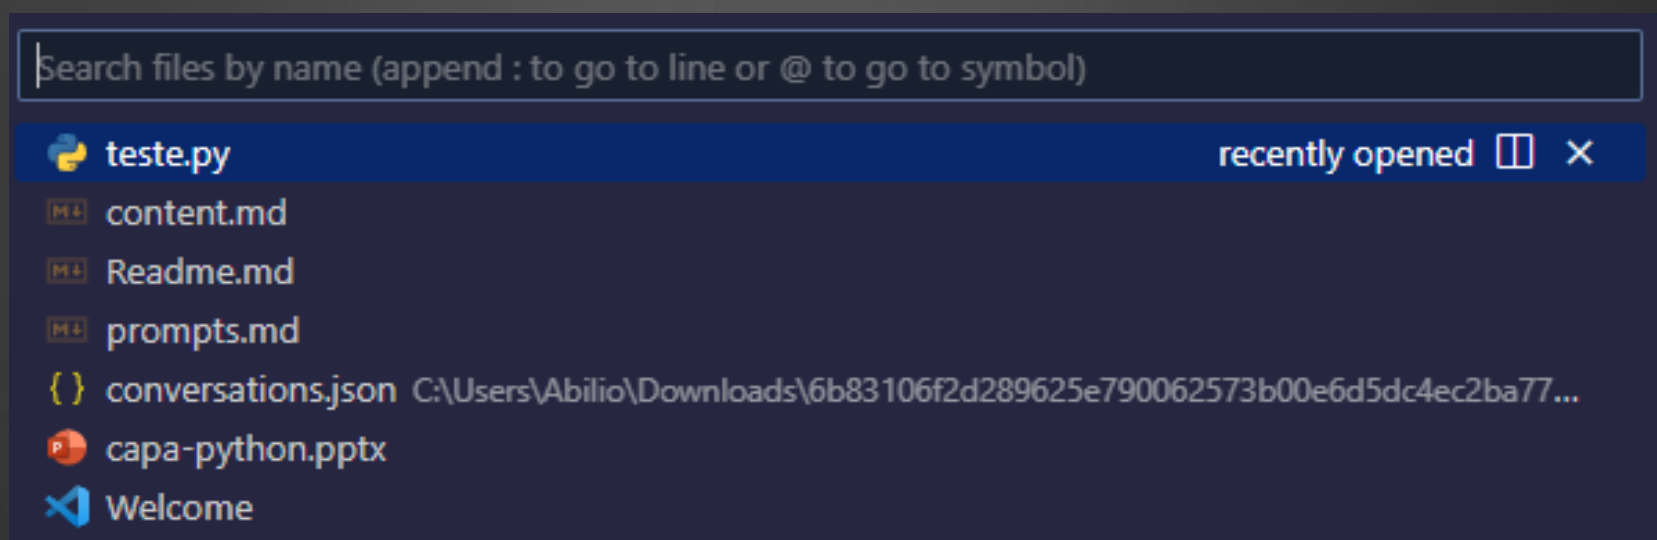 Search files by name (append : to go to line or @ to go to symbol)
teste.py recently opened
content.md
Readme.md
prompts.md
conversations.json C:\Users\Abilio\Downloads\6b83106f2d289625e790062573b00e6d5dc4ec2ba77...
capa-python.pptx
Welcome